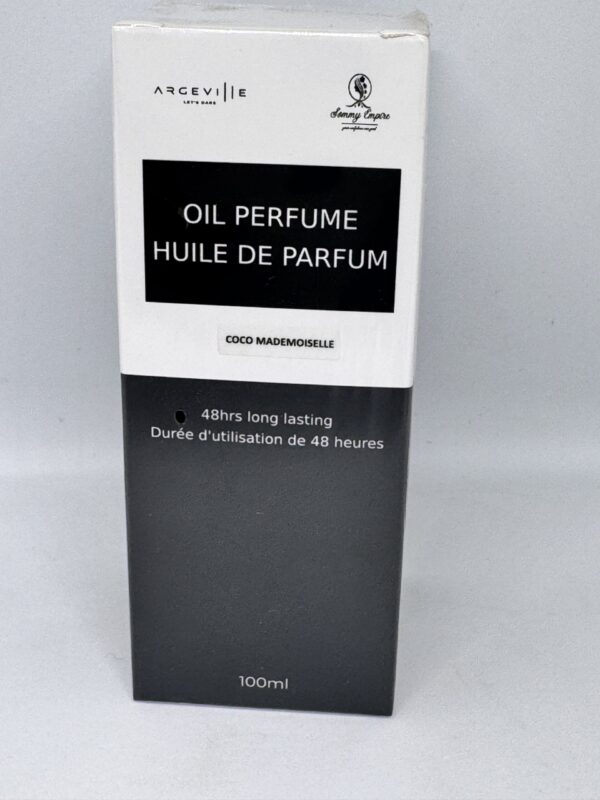 ARGEVILLE
LET'S DARE
Sommy Empire
OIL PERFUME
HUILE DE PARFUM
COCO MADEMOISELLE
48hrs long lasting
Durée d'utilisation de 48 heures
100ml